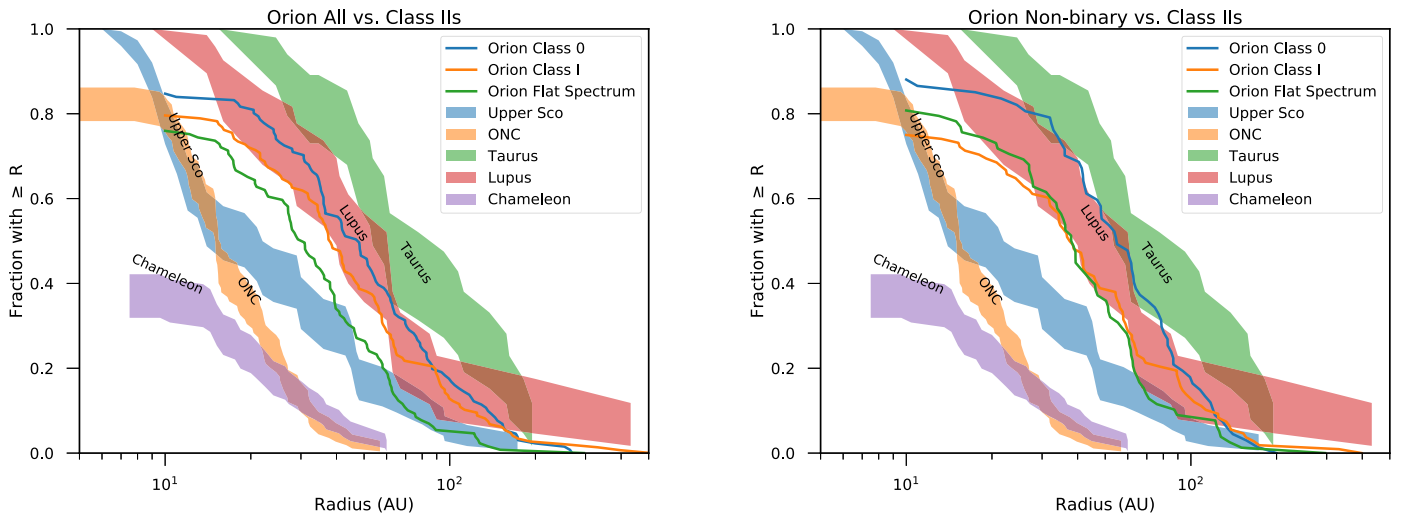 Orion All vs. Class IIs
Fraction with ≥ R
1.0
0.8
0.6
0.4
0.2
0.0
Orion Class 0
Orion Class I
Orion Flat Spectrum
Upper Sco
ONC
Taurus
Lupus
Chameleon
Upper Sco
Lupus
Taurus
Chameleon
ONC
10¹
10²
Radius (AU)
Orion Non-binary vs. Class IIs
Fraction with ≥ R
1.0
0.8
0.6
0.4
0.2
0.0
Orion Class 0
Orion Class I
Orion Flat Spectrum
Upper Sco
ONC
Taurus
Lupus
Chameleon
Upper Sco
Lupus
Taurus
Chameleon
ONC
10¹
10²
Radius (AU)